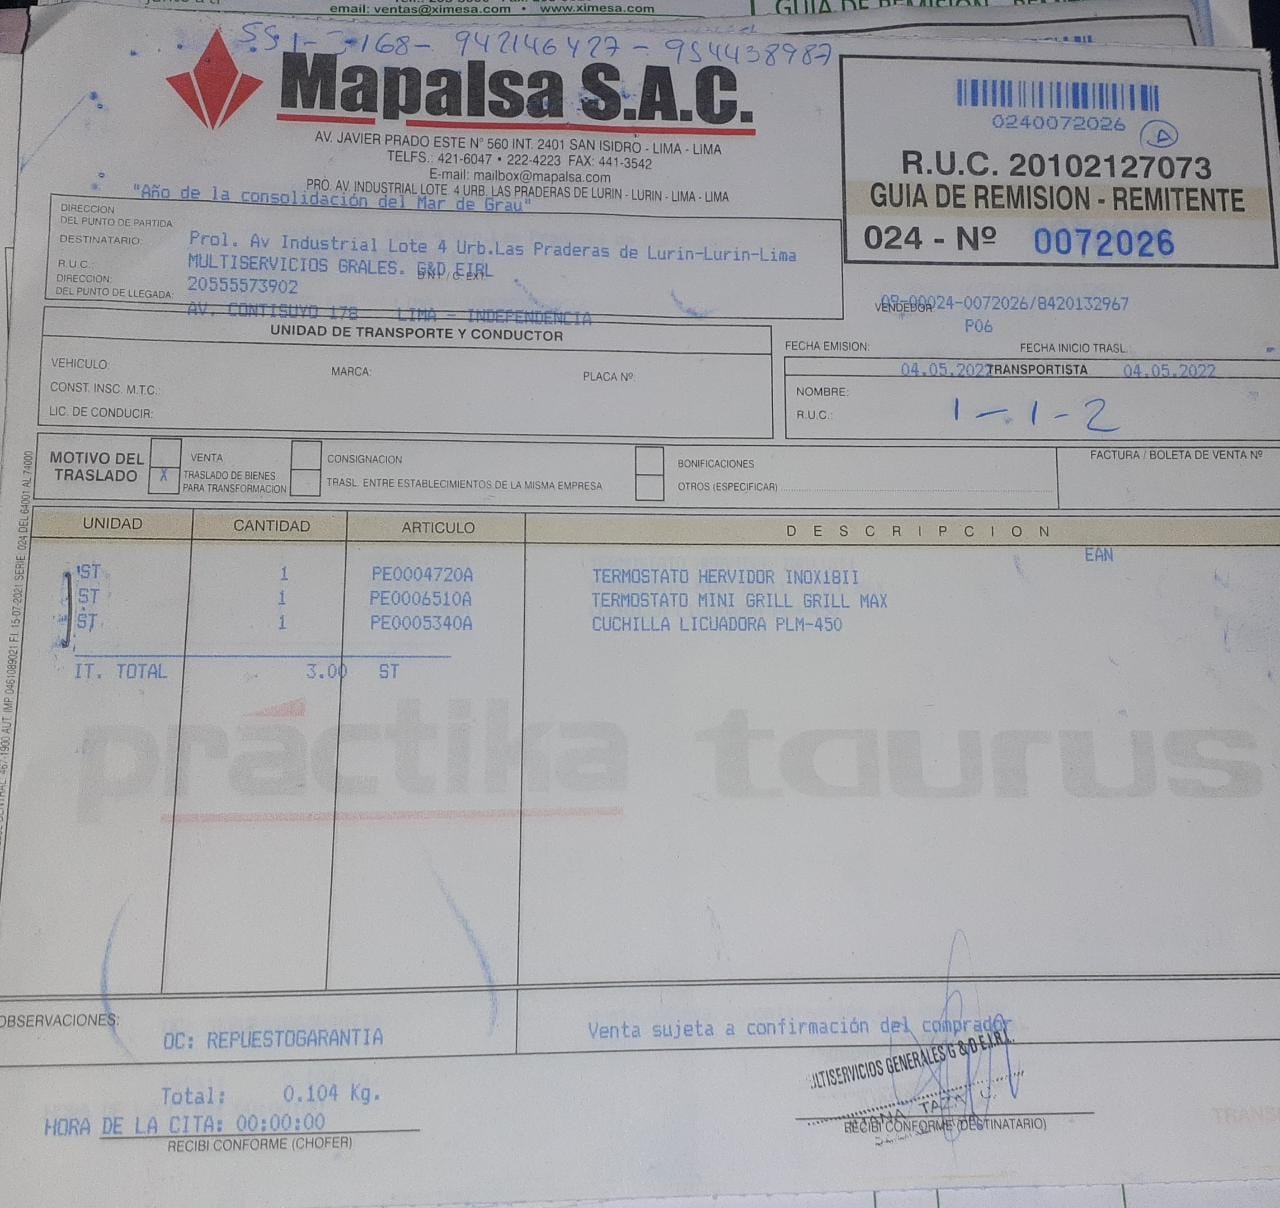 email: ventas@ximesa.com • www.ximesa.com
942146427 - 954438987
Mapalsa S.A.C.
AV. JAVIER PRADO ESTE Nº 560 INT. 2401 SAN ISIDRO - LIMA - LIMA
TELFS.: 421-6047 • 222-4223 FAX: 441-3542
E-mail: mailbox@mapalsa.com
PRO. AV. INDUSTRIAL LOTE 4 URB. LAS PRADERAS DE LURIN - LURIN - LIMA - LIMA
"Año de la consolidación del Mar de Grau"
0240072026
R.U.C. 20102127073
GUIA DE REMISION - REMITENTE
024 - Nº 0072026
DIRECCION
DEL PUNTO DE PARTIDA:
Prol. Av Industrial Lote 4 Urb.Las Praderas de Lurin-Lurin-Lima
DESTINATARIO:
MULTISERVICIOS GRALES. G&D EIRL
R.U.C.:
20555573902
DIRECCION:
DEL PUNTO DE LLEGADA:
AV. CONTISUYO 178 LIMA - INDEPENDENCIA
VENDEDOR:
09-00024-0072026/8420132967
P06
UNIDAD DE TRANSPORTE Y CONDUCTOR
VEHICULO: MARCA: PLACA Nº:
CONST. INSC. M.T.C.
LIC. DE CONDUCIR:
FECHA EMISION: FECHA INICIO TRASL.:
04.05.2022 TRANSPORTISTA 04.05.2022
NOMBRE:
R.U.C.:
1-1-2
MOTIVO DEL TRASLADO
VENTA
X TRASLADO DE BIENES PARA TRANSFORMACION
CONSIGNACION
TRASL. ENTRE ESTABLECIMIENTOS DE LA MISMA EMPRESA
BONIFICACIONES
OTROS (ESPECIFICAR)
FACTURA / BOLETA DE VENTA Nº
UNIDAD CANTIDAD ARTICULO DESCRIPCION
EAN
ST 1 PE0004720A TERMOSTATO HERVIDOR INOX18II
ST 1 PE0006510A TERMOSTATO MINI GRILL GRILL MAX
ST 1 PE0005340A CUCHILLA LICUADORA PLM-450
IT. TOTAL 3.00 ST
práctika taurus
OBSERVACIONES:
OC: REPUESTOGARANTIA
Venta sujeta a confirmación del comprador
Total: 0.104 Kg.
HORA DE LA CITA: 00:00:00
RECIBI CONFORME (CHOFER)
SERVICIOS GENERALES G & D E.I.R.L.
RECIBI CONFORME (DESTINATARIO)